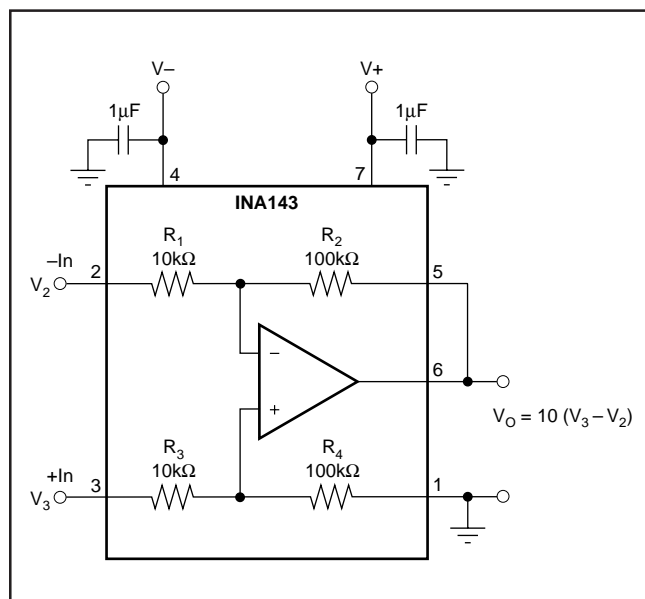 V–
V+
1µF
1µF
4
7
INA143
R1
10kΩ
R2
100kΩ
–In
V2
2
5
–
6
+
VO = 10 (V3 – V2)
R3
10kΩ
R4
100kΩ
+In
V3
3
1